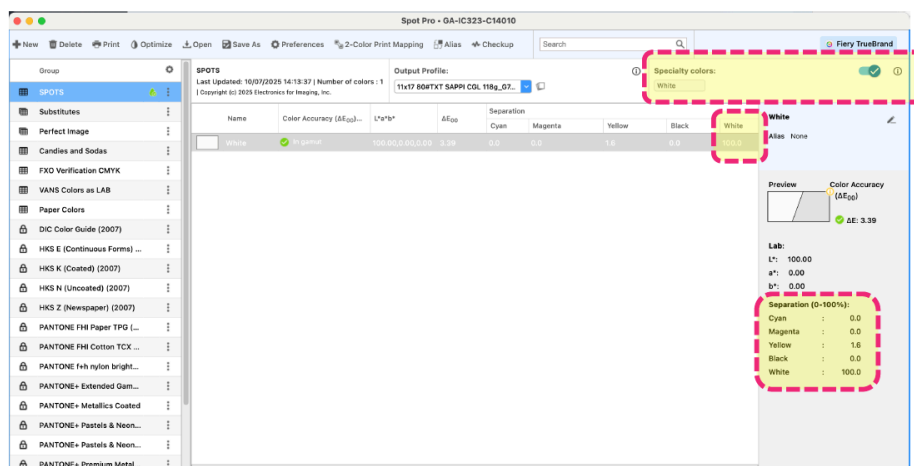 Spot Pro • GA-IC323-C14010
New Delete Print Optimize Open Save As Preferences 2-Color Print Mapping Alias Checkup Search Fiery TrueBrand
Group
SPOTS
Substitutes
Perfect Image
Candies and Sodas
FXO Verification CMYK
VANS Colors as LAB
Paper Colors
DIC Color Guide (2007)
HKS E (Continuous Forms) ...
HKS K (Coated) (2007)
HKS N (Uncoated) (2007)
HKS Z (Newspaper) (2007)
PANTONE FHI Paper TPG (...
PANTONE FHI Cotton TCX ...
PANTONE f+h nylon bright...
PANTONE+ Extended Gam...
PANTONE+ Metallics Coated
PANTONE+ Pastels & Neon...
PANTONE+ Pastels & Neon...
PANTONE+ Premium Metal
SPOTS
Last Updated: 10/07/2025 14:13:37 | Number of colors : 1
| Copyright (c) 2025 Electronics for Imaging, Inc.
Output Profile:
11x17 80#TXT SAPPI CGL 118g_G7...
Specialty colors:
White
Name Color Accuracy (ΔE00)... L*a*b* ΔE00 Separation
Cyan Magenta Yellow Black White
White In gamut 100.00,0.00,0.00 3.39 0.0 0.0 1.6 0.0 100.0
White
Alias None
Preview Color Accuracy
(ΔE00)
ΔE: 3.39
Lab:
L*: 100.00
a*: 0.00
b*: 0.00
Separation (0-100%):
Cyan : 0.0
Magenta : 0.0
Yellow : 1.6
Black : 0.0
White : 100.0